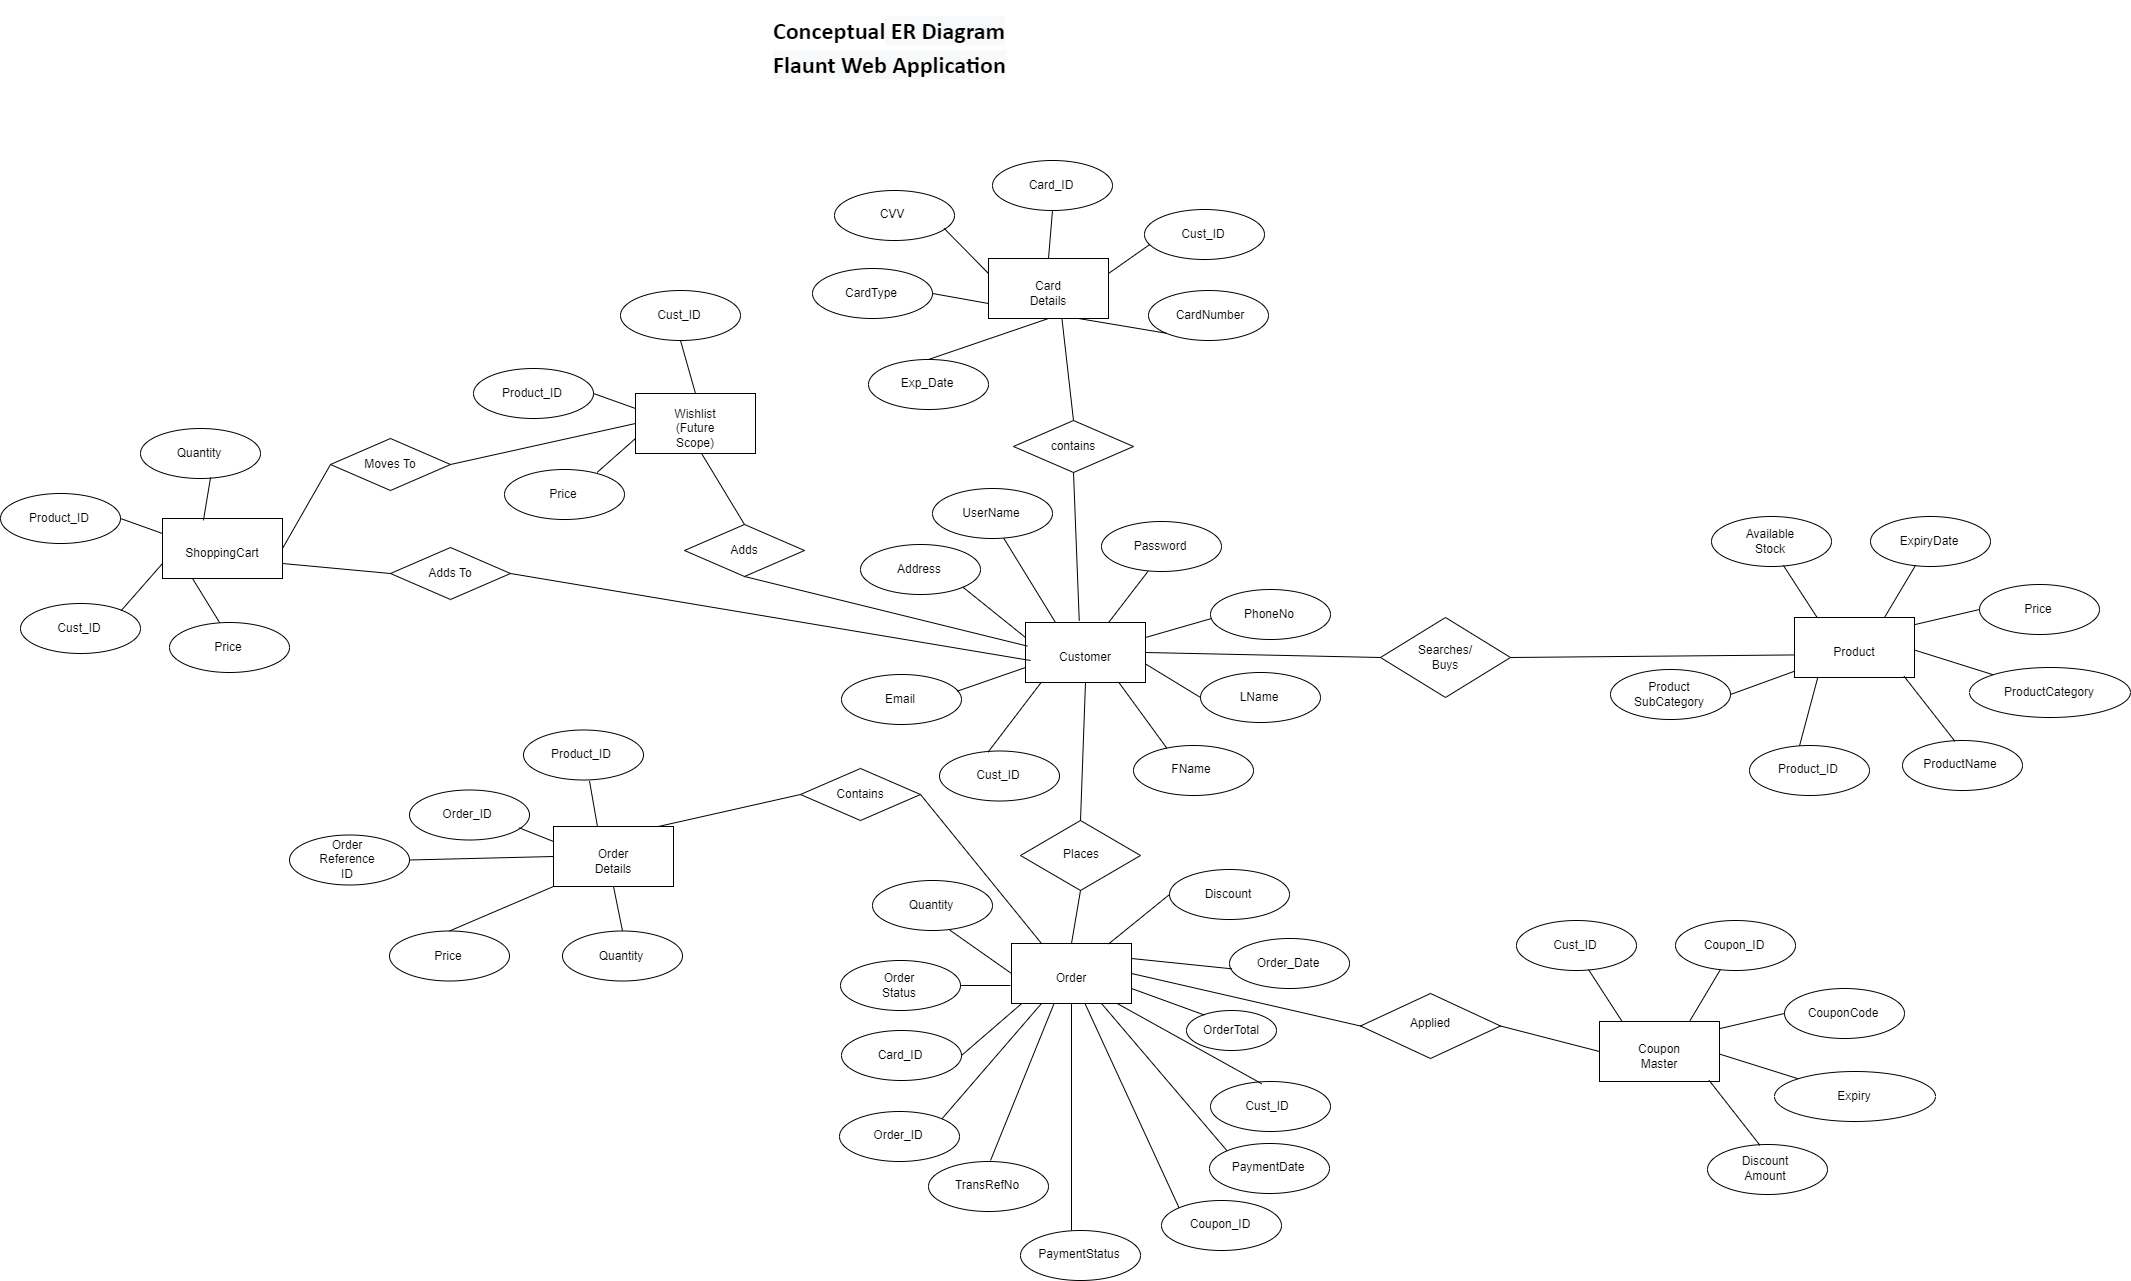 Conceptual ER Diagram
Flaunt Web Application
Card_ID
CVV
Cust_ID
Card
Details
CardType
CardNumber
Exp_Date
Cust_ID
Product_ID
Wishlist
(Future
Scope)
Price
Moves To
Quantity
Product_ID
ShoppingCart
Cust_ID
Price
Adds To
Adds
contains
UserName
Password
Address
PhoneNo
Customer
Email
LName
Cust_ID
FName
Searches/
Buys
Available
Stock
ExpiryDate
Price
Product
Product
SubCategory
ProductCategory
Product_ID
ProductName
Product_ID
Order_ID
Order
Reference
ID
Order
Details
Price
Quantity
Contains
Places
Quantity
Discount
Order
Status
Order
Order_Date
OrderTotal
Card_ID
Cust_ID
Order_ID
PaymentDate
TransRefNo
Coupon_ID
PaymentStatus
Applied
Cust_ID
Coupon_ID
CouponCode
Coupon
Master
Expiry
Discount
Amount